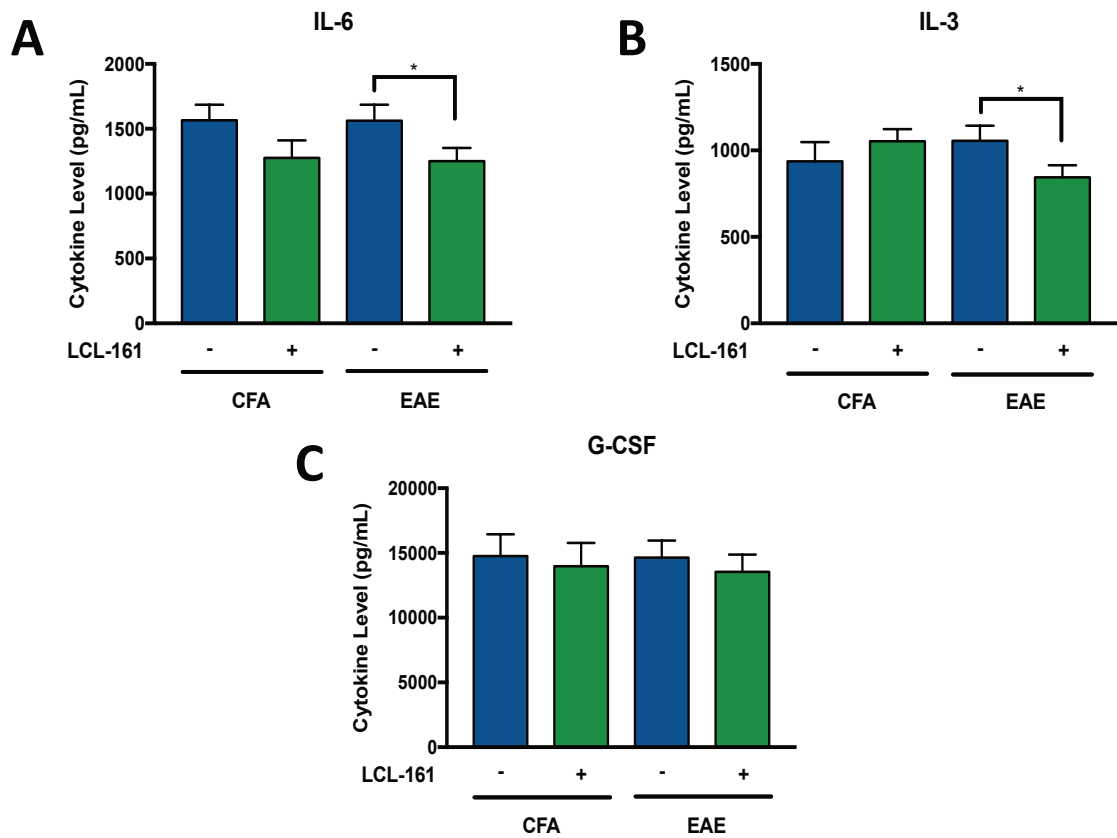 A
IL-6
Cytokine Level (pg/mL)
2000
1500
1000
500
0
*
LCL-161 - + - +
CFA EAE
B
IL-3
Cytokine Level (pg/mL)
1500
1000
500
0
*
LCL-161 - + - +
CFA EAE
C
G-CSF
Cytokine Level (pg/mL)
20000
15000
10000
5000
0
LCL-161 - + - +
CFA EAE